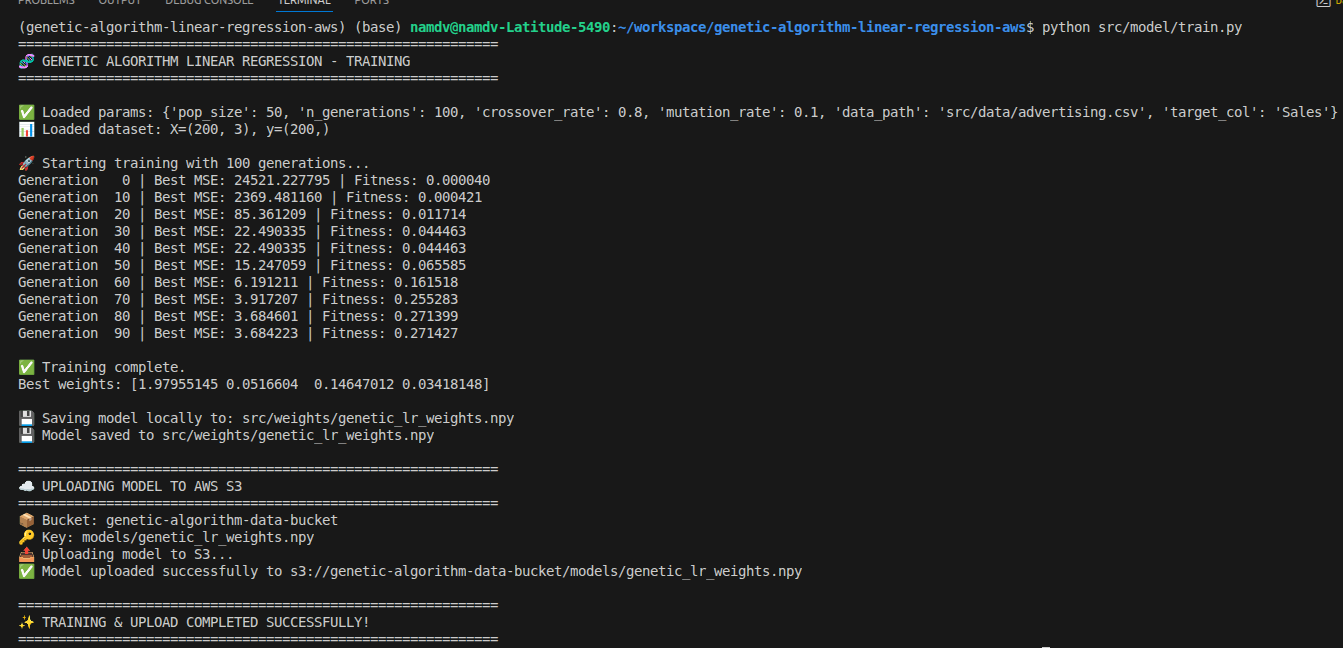 PROBLEMS OUTPUT DEBUG CONSOLE TERMINAL PORTS
(genetic-algorithm-linear-regression-aws) (base) namdv@namdv-Latitude-5490:~/workspace/genetic-algorithm-linear-regression-aws$ python src/model/train.py
============================================================
🧬 GENETIC ALGORITHM LINEAR REGRESSION - TRAINING
============================================================
✅ Loaded params: {'pop_size': 50, 'n_generations': 100, 'crossover_rate': 0.8, 'mutation_rate': 0.1, 'data_path': 'src/data/advertising.csv', 'target_col': 'Sales'}
📊 Loaded dataset: X=(200, 3), y=(200,)
🚀 Starting training with 100 generations...
Generation   0 | Best MSE: 24521.227795 | Fitness: 0.000040
Generation  10 | Best MSE: 2369.481160 | Fitness: 0.000421
Generation  20 | Best MSE: 85.361209 | Fitness: 0.011714
Generation  30 | Best MSE: 22.490335 | Fitness: 0.044463
Generation  40 | Best MSE: 22.490335 | Fitness: 0.044463
Generation  50 | Best MSE: 15.247059 | Fitness: 0.065585
Generation  60 | Best MSE: 6.191211 | Fitness: 0.161518
Generation  70 | Best MSE: 3.917207 | Fitness: 0.255283
Generation  80 | Best MSE: 3.684601 | Fitness: 0.271399
Generation  90 | Best MSE: 3.684223 | Fitness: 0.271427
✅ Training complete.
Best weights: [1.97955145 0.0516604  0.14647012 0.03418148]
💾 Saving model locally to: src/weights/genetic_lr_weights.npy
💾 Model saved to src/weights/genetic_lr_weights.npy
============================================================
☁️ UPLOADING MODEL TO AWS S3
============================================================
📦 Bucket: genetic-algorithm-data-bucket
🔑 Key: models/genetic_lr_weights.npy
📤 Uploading model to S3...
✅ Model uploaded successfully to s3://genetic-algorithm-data-bucket/models/genetic_lr_weights.npy
============================================================
✨ TRAINING & UPLOAD COMPLETED SUCCESSFULLY!
============================================================